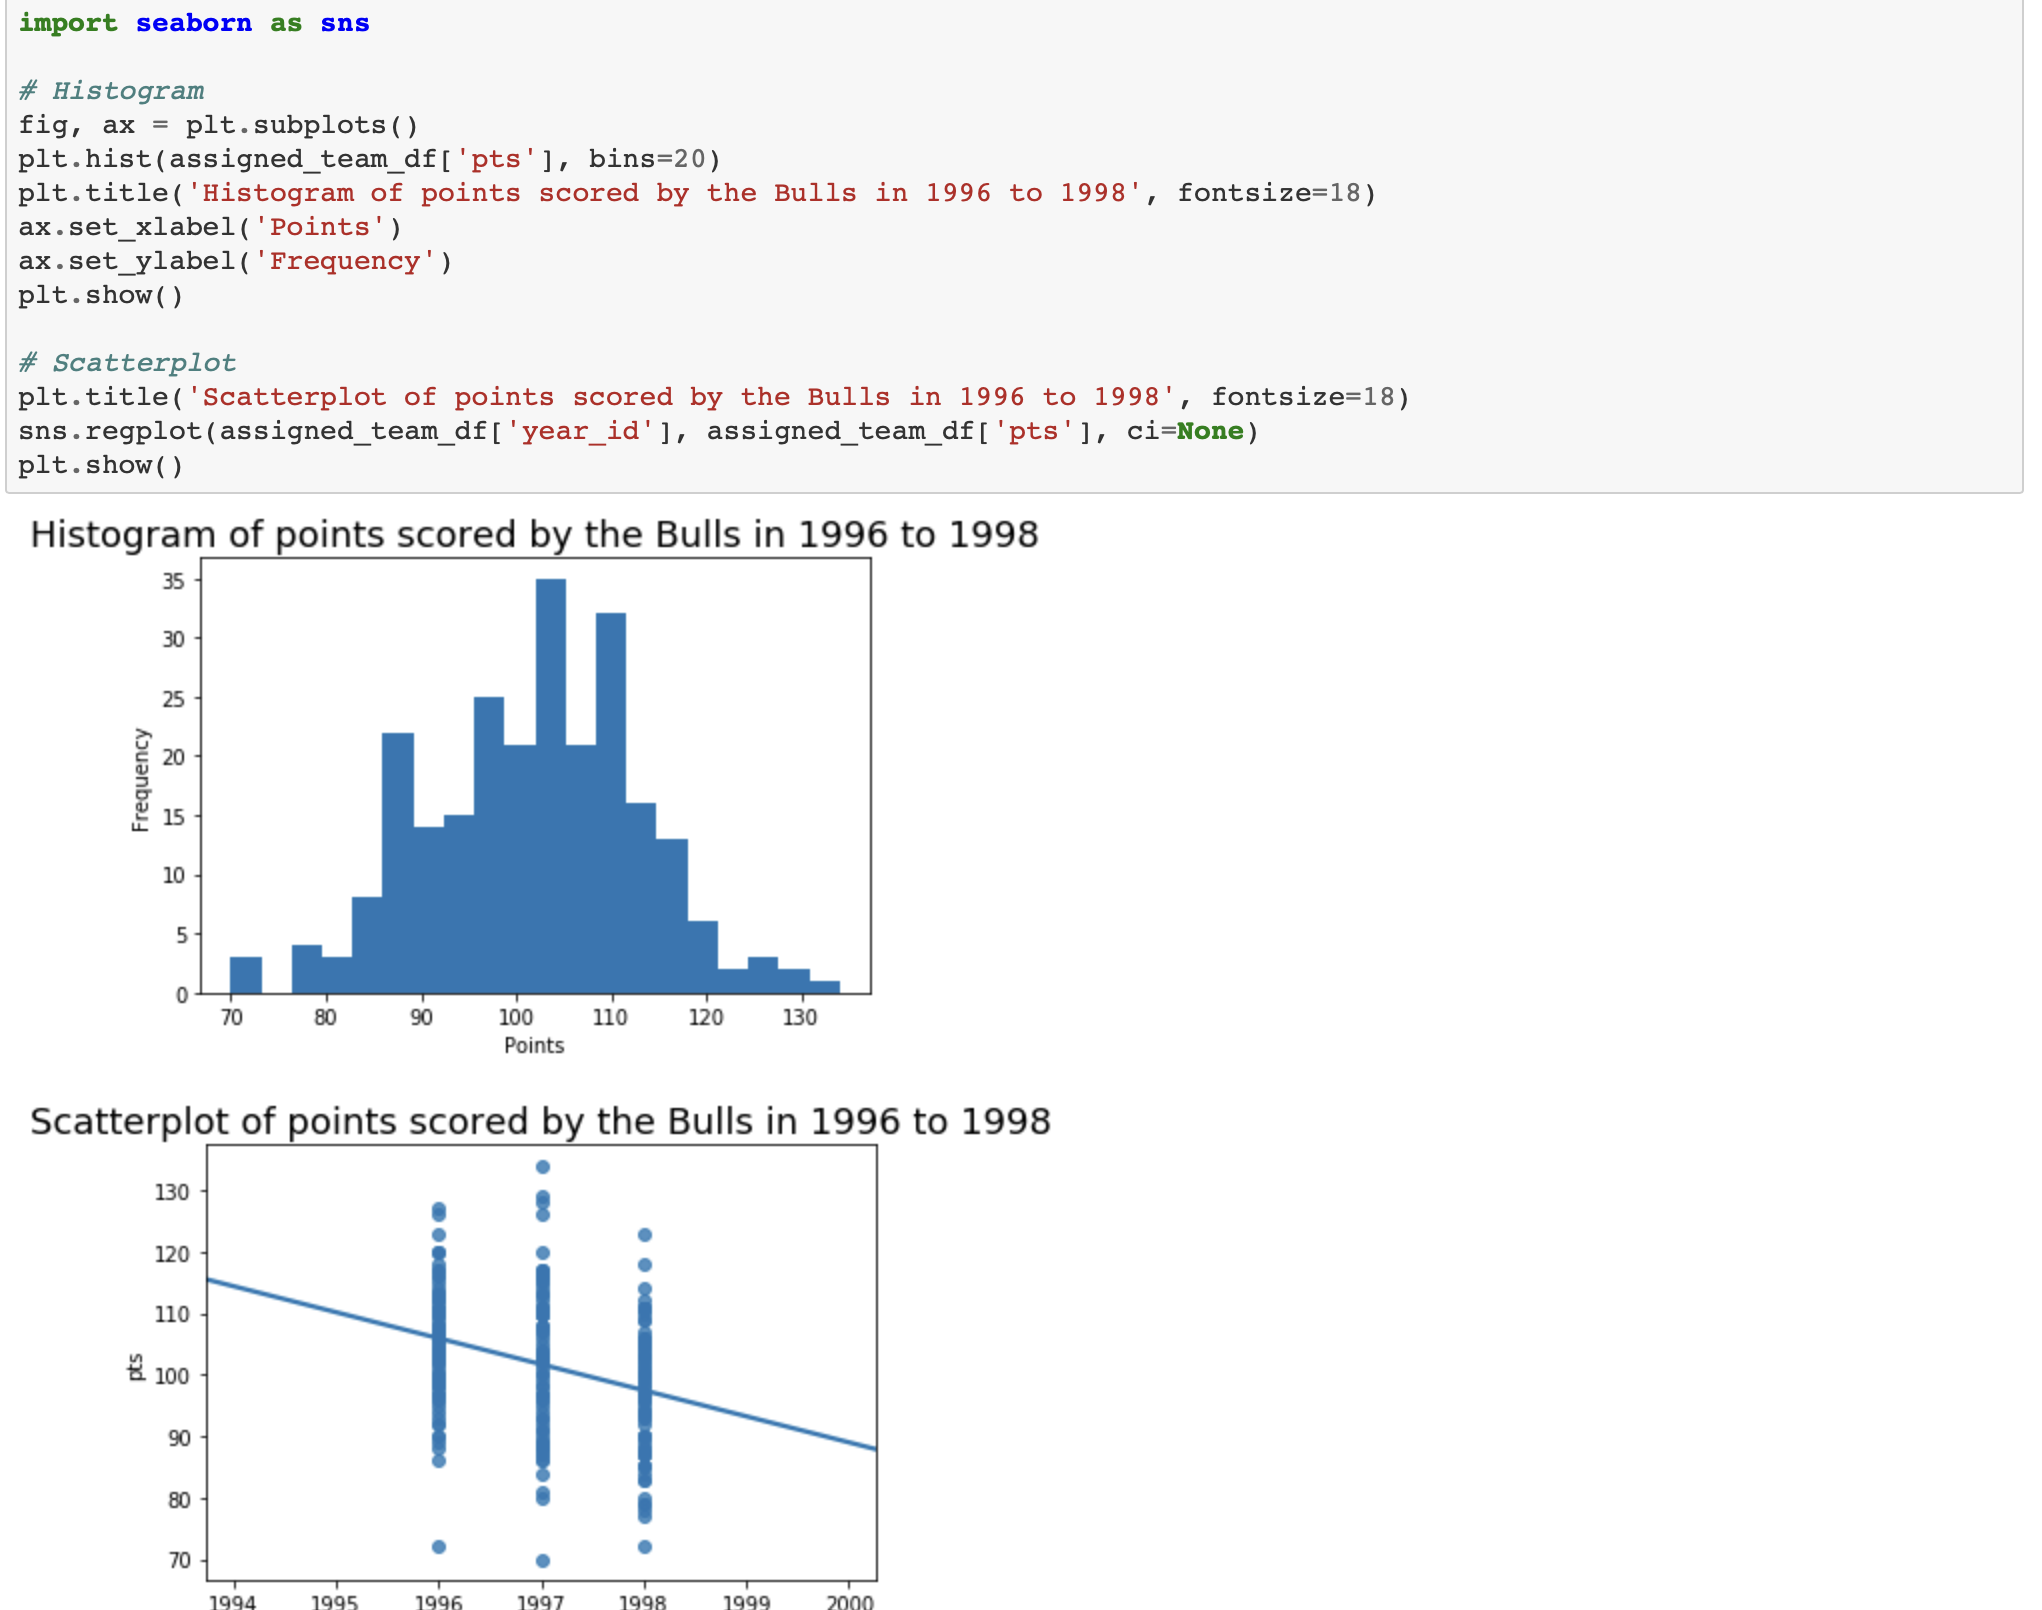 import seaborn as sns
# Histogram
fig, ax = plt.subplots()
plt.hist(assigned_team_df['pts'], bins=20)
plt.title('Histogram of points scored by the Bulls in 1996 to 1998', fontsize=18)
ax.set_xlabel('Points')
ax.set_ylabel('Frequency')
plt.show()
# Scatterplot
plt.title('Scatterplot of points scored by the Bulls in 1996 to 1998', fontsize=18)
sns.regplot(assigned_team_df['year_id'], assigned_team_df['pts'], ci=None)
plt.show()
Histogram of points scored by the Bulls in 1996 to 1998
35
30
25
20
15
10
5
0
Frequency
70 80 90 100 110 120 130
Points
Scatterplot of points scored by the Bulls in 1996 to 1998
130
120
110
100
90
80
70
pts
1994 1995 1996 1997 1998 1999 2000